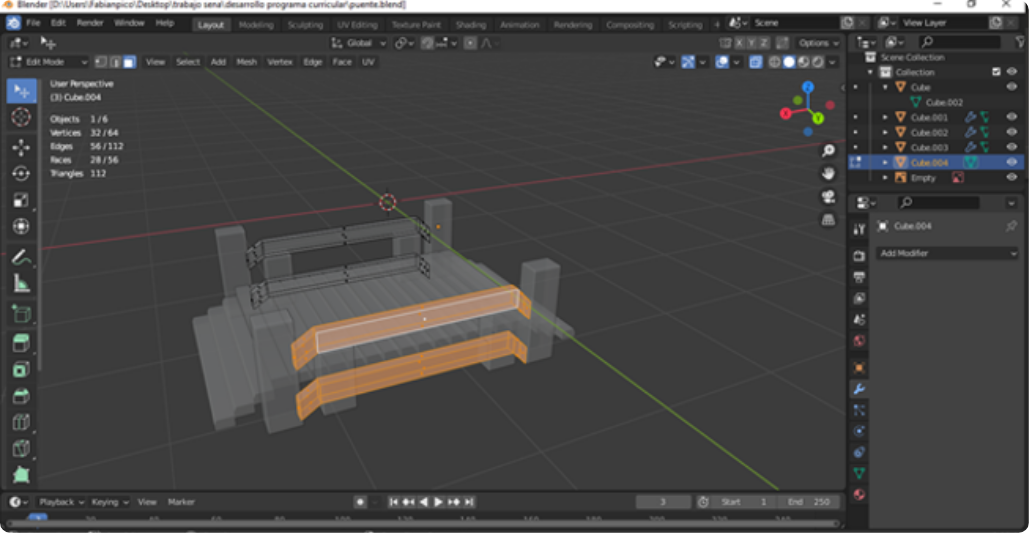 Blender [D:\Users\Fabianpico\Desktop\trabajo sena\desarrollo programa curricular\puente.blend]
File Edit Render Window Help Layout Modeling Sculpting UV Editing Texture Paint Shading Animation Rendering Compositing Scripting + Scene View Layer
Global X Y Z Options
Edit Mode View Select Add Mesh Vertex Edge Face UV
Scene Collection
Collection
Cube
Cube.002
Cube.001
Cube.002
Cube.003
Cube.004
Empty
User Perspective
(3) Cube.004
Objects 1/6
Vertices 32/64
Edges 56/112
Faces 28/56
Triangles 112
X Y Z
Cube.004
Add Modifier
Playback Keying View Marker 3 Start 1 End 250